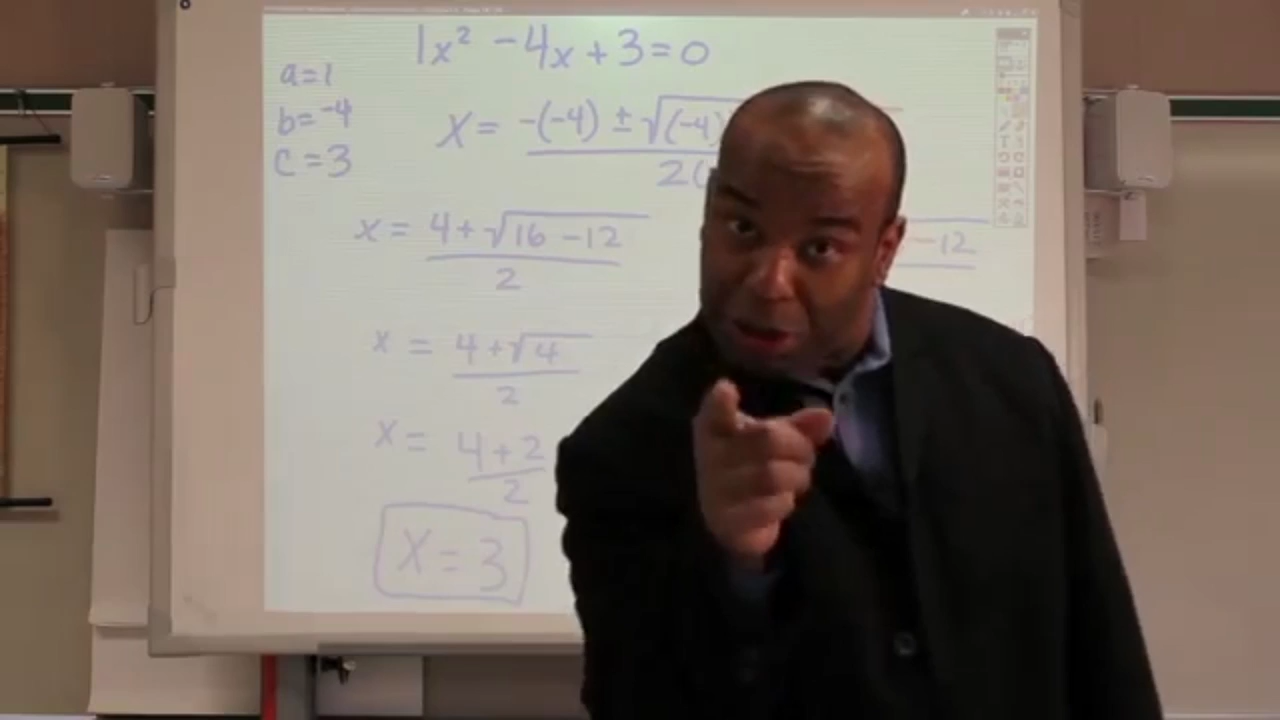 1x² -4x+3=0
a=1
b=-4
c=3
x= -(-4) ± √(-4)
2(
x= 4+√16-12
2
-12
x= 4+√4
2
x= 4+2
2
x=3